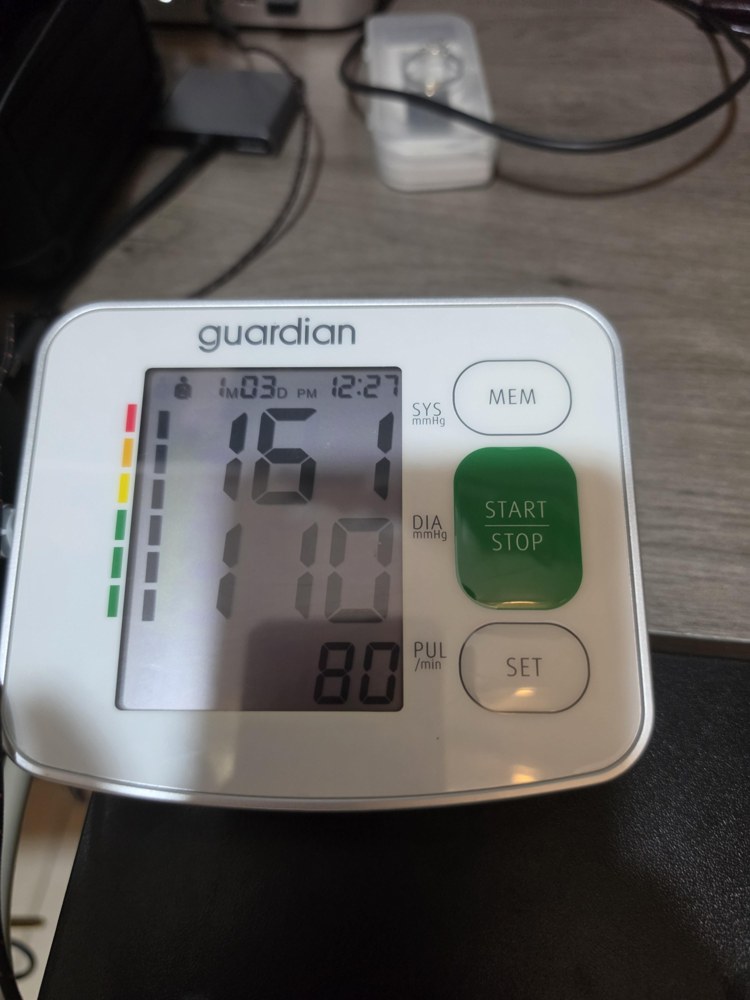 guardian
1M03D PM 12:27
161
SYS
mmHg
MEM
110
DIA
mmHg
START
STOP
80
PUL
/min
SET